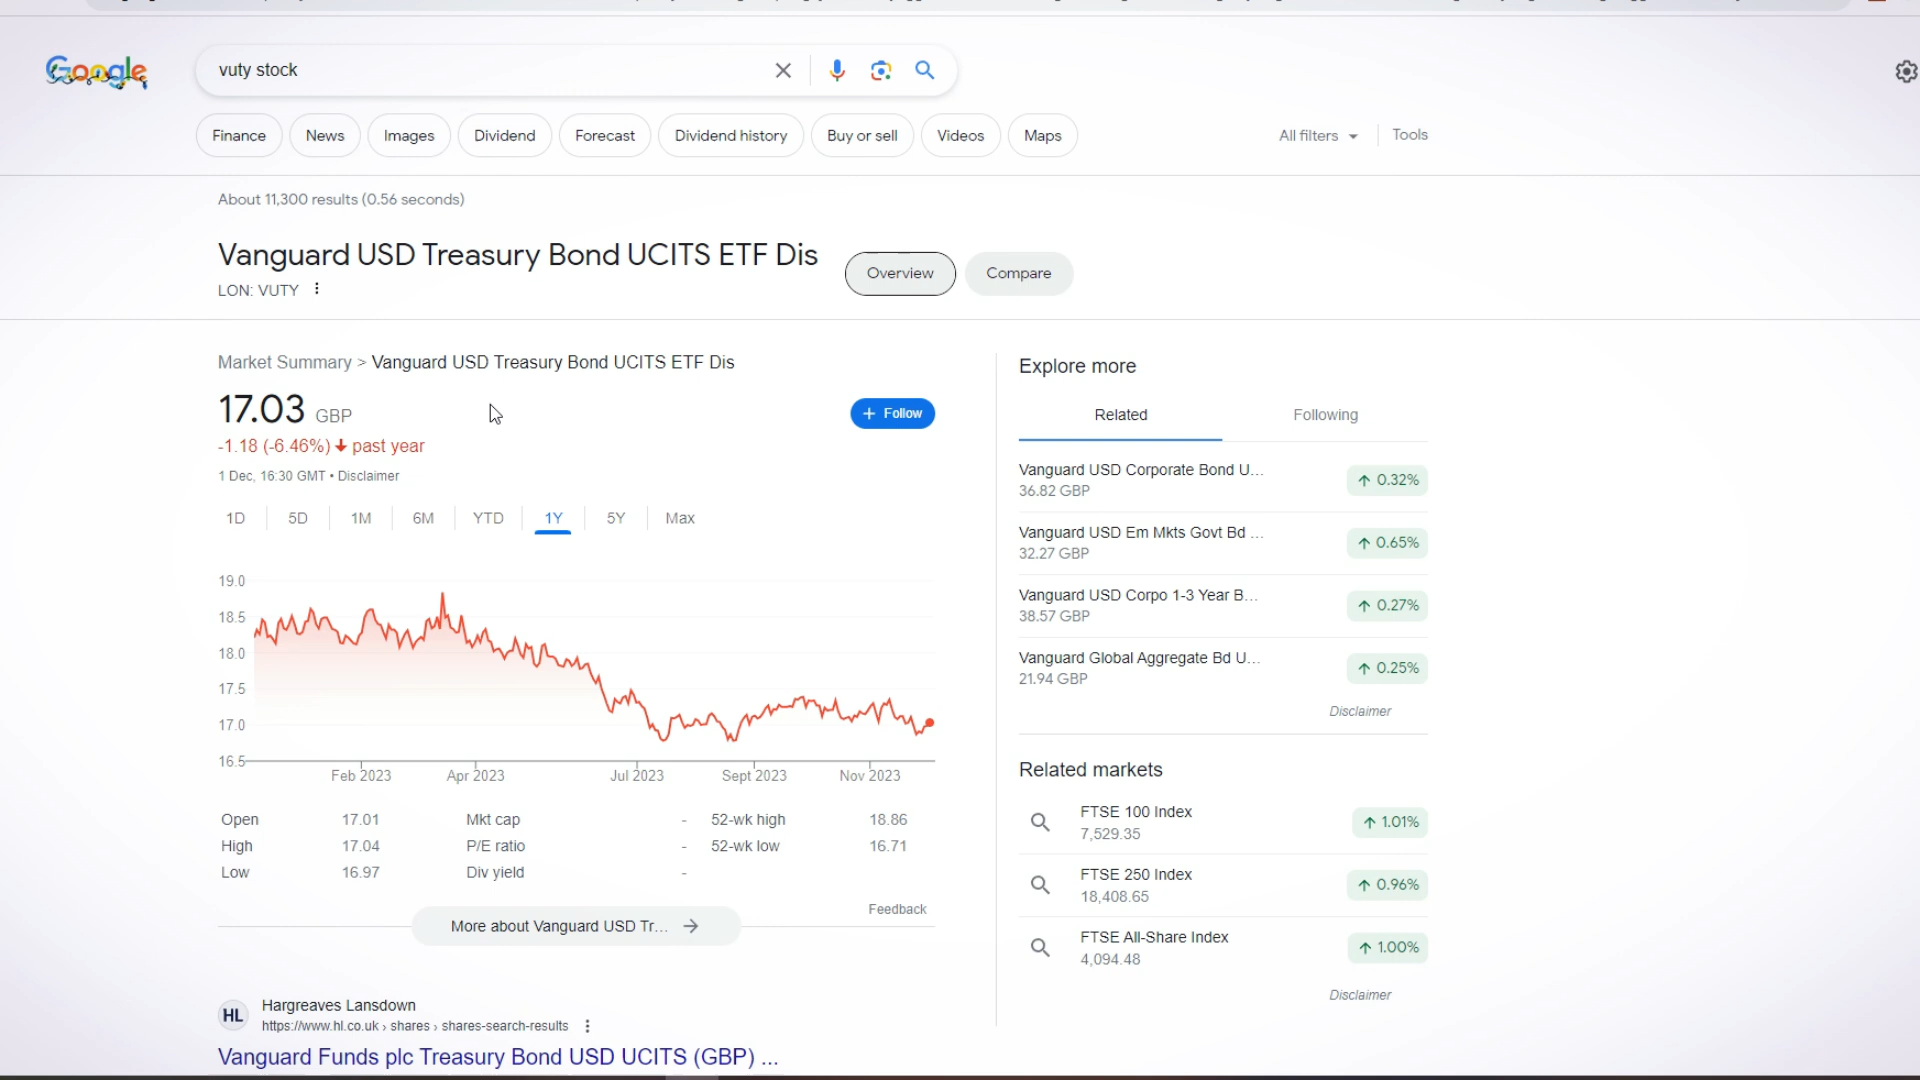 Google
vuty stock
Finance
News
Images
Dividend
Forecast
Dividend history
Buy or sell
Videos
Maps
All filters
Tools
About 11,300 results (0.56 seconds)
Vanguard USD Treasury Bond UCITS ETF Dis
LON: VUTY
Overview
Compare
Market Summary > Vanguard USD Treasury Bond UCITS ETF Dis
17.03 GBP
+ Follow
-1.18 (-6.46%) ↓ past year
1 Dec, 16:30 GMT • Disclaimer
1D 5D 1M 6M YTD 1Y 5Y Max
19.0
18.5
18.0
17.5
17.0
16.5
Feb 2023 Apr 2023 Jul 2023 Sept 2023 Nov 2023
Open 17.01 Mkt cap - 52-wk high 18.86
High 17.04 P/E ratio - 52-wk low 16.71
Low 16.97 Div yield -
Feedback
More about Vanguard USD Tr... →
HL
Hargreaves Lansdown
https://www.hl.co.uk › shares › shares-search-results
Vanguard Funds plc Treasury Bond USD UCITS (GBP) ...
Explore more
Related
Following
Vanguard USD Corporate Bond U...
36.82 GBP
↑ 0.32%
Vanguard USD Em Mkts Govt Bd ...
32.27 GBP
↑ 0.65%
Vanguard USD Corpo 1-3 Year B...
38.57 GBP
↑ 0.27%
Vanguard Global Aggregate Bd U...
21.94 GBP
↑ 0.25%
Disclaimer
Related markets
FTSE 100 Index
7,529.35
↑ 1.01%
FTSE 250 Index
18,408.65
↑ 0.96%
FTSE All-Share Index
4,094.48
↑ 1.00%
Disclaimer